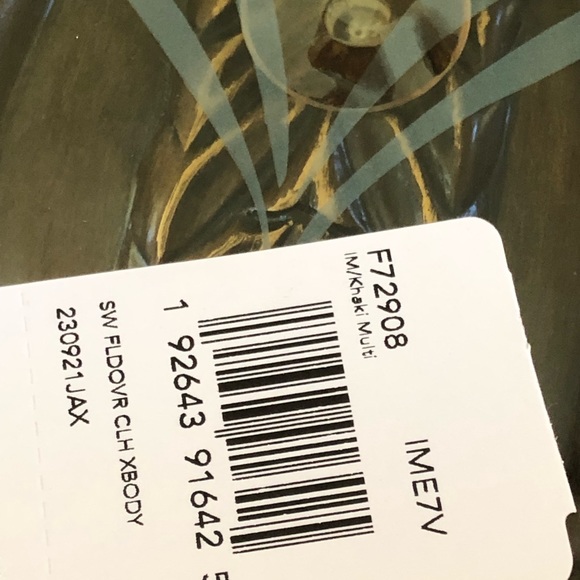 F72908 IME7V
IM/Khaki Multi
1 92643 91642 5
SW FLDOVR CLH XBODY
230921JAX